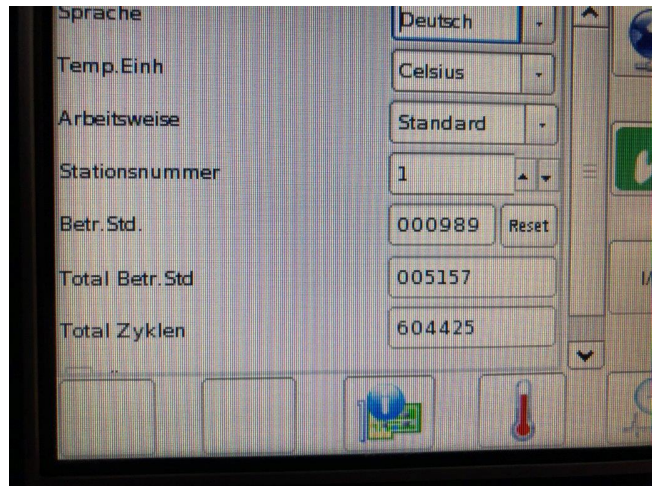 Sprache Deutsch
Temp.Einh Celsius
Arbeitsweise Standard
Stationsnummer 1
Betr.Std. 000989 Reset
Total Betr.Std 005157
Total Zyklen 604425